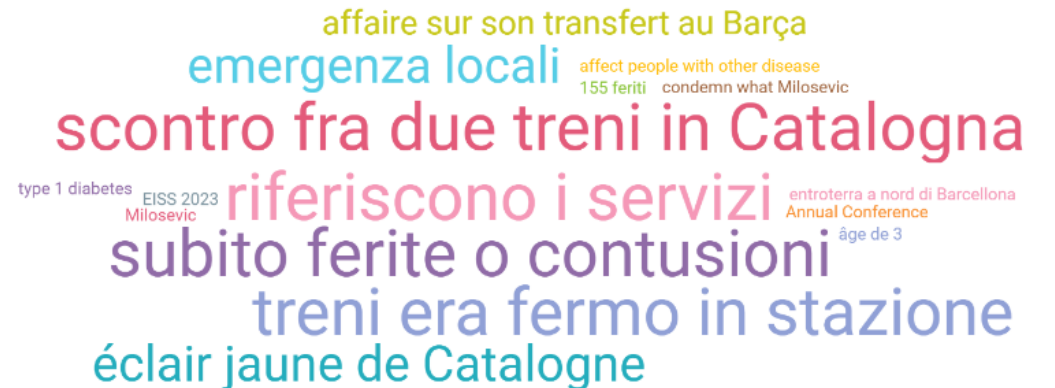 affaire sur son transfert au Barça
emergenza locali
affect people with other disease
155 feriti
condemn what Milosevic
scontro fra due treni in Catalogna
type 1 diabetes
EISS 2023
Milosevic
riferiscono i servizi
entroterra a nord di Barcellona
Annual Conference
subito ferite o contusioni
âge de 3
treni era fermo in stazione
éclair jaune de Catalogne